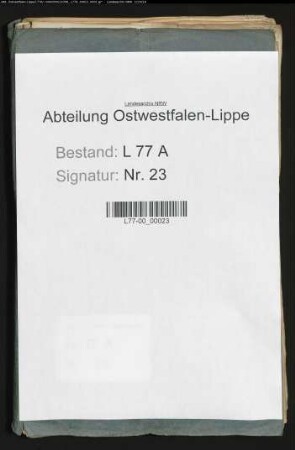 Landesarchiv NRW
Abteilung Ostwestfalen-Lippe
Bestand: L 77 A
Signatur: Nr. 23
L77-00_00023